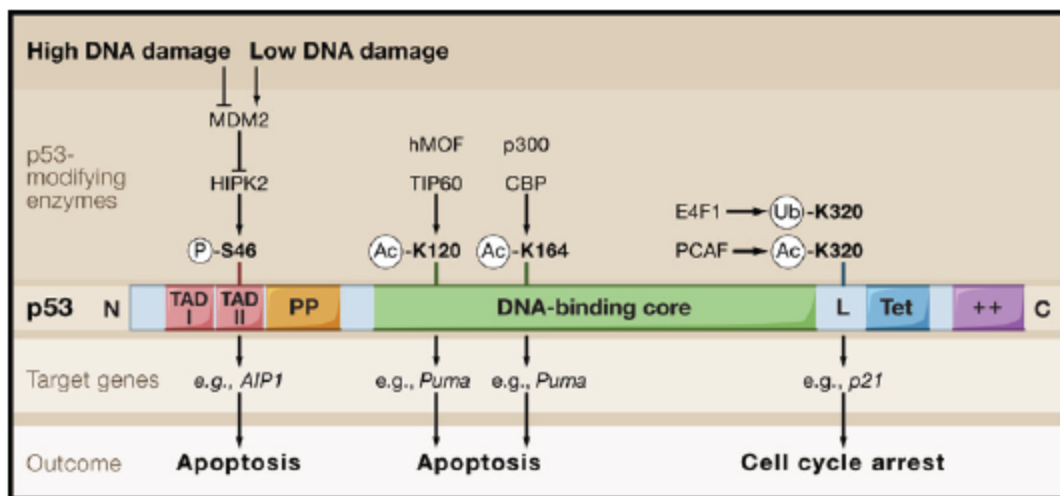 High DNA damage Low DNA damage
MDM2
hMOF p300
p53-
modifying
enzymes
HIPK2 TIP60 CBP
E4F1 Ub-K320
P-S46 Ac-K120 Ac-K164 PCAF Ac-K320
p53 N TAD I TAD II PP DNA-binding core L Tet ++ C
Target genes e.g., AIP1 e.g., Puma e.g., Puma e.g., p21
Outcome Apoptosis Apoptosis Cell cycle arrest